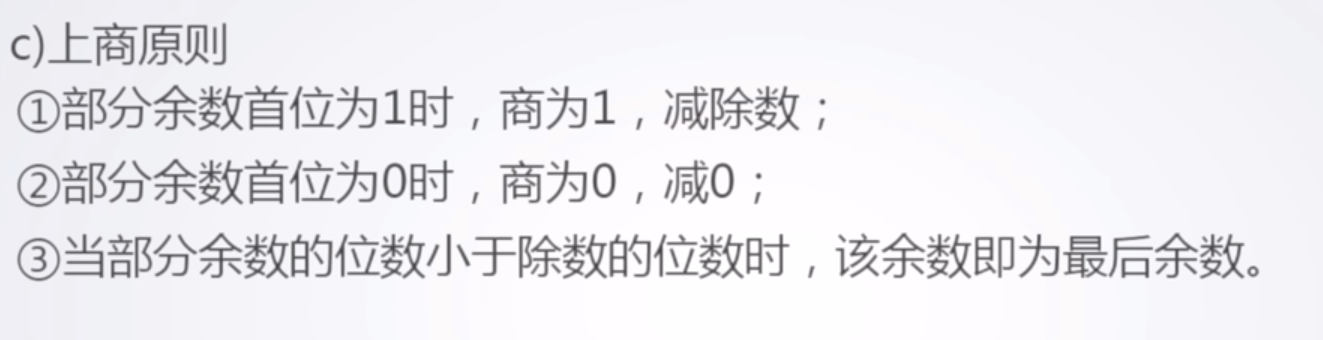 c)上商原则
①部分余数首位为1时，商为1，减除数；
②部分余数首位为0时，商为0，减0；
③当部分余数的位数小于除数的位数时，该余数即为最后余数。